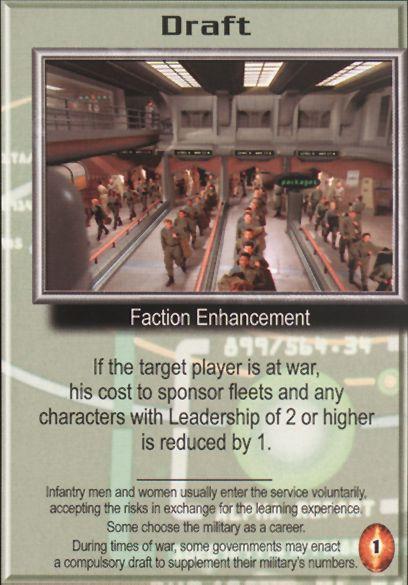 Draft
packages
Faction Enhancement
899/564.34
If the target player is at war,
his cost to sponsor fleets and any
characters with Leadership of 2 or higher
is reduced by 1.
Infantry men and women usually enter the service voluntarily,
accepting the risks in exchange for the learning experience.
Some choose the military as a career.
During times of war, some governments may enact
a compulsory draft to supplement their military's numbers.
1